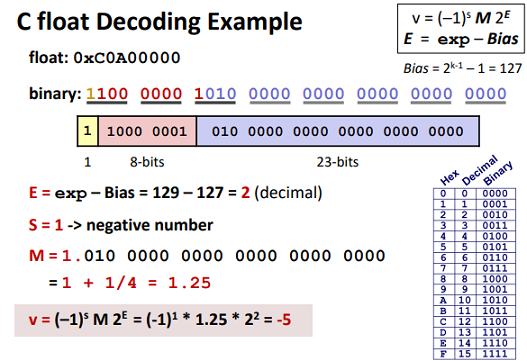 C float Decoding Example
v = (–1)ˢ M 2ᴱ
E = exp – Bias
Bias = 2ᵏ⁻¹ – 1 = 127
float: 0xC0A00000
binary: 1100 0000 1010 0000 0000 0000 0000 0000
1 1000 0001 010 0000 0000 0000 0000 0000
1 8-bits 23-bits
E = exp – Bias = 129 – 127 = 2 (decimal)
S = 1 -> negative number
M = 1.010 0000 0000 0000 0000 0000
= 1 + 1/4 = 1.25
v = (–1)ˢ M 2ᴱ = (-1)¹ * 1.25 * 2² = -5
Hex Decimal Binary
0 0 0000
1 1 0001
2 2 0010
3 3 0011
4 4 0100
5 5 0101
6 6 0110
7 7 0111
8 8 1000
9 9 1001
A 10 1010
B 11 1011
C 12 1100
D 13 1101
E 14 1110
F 15 1111